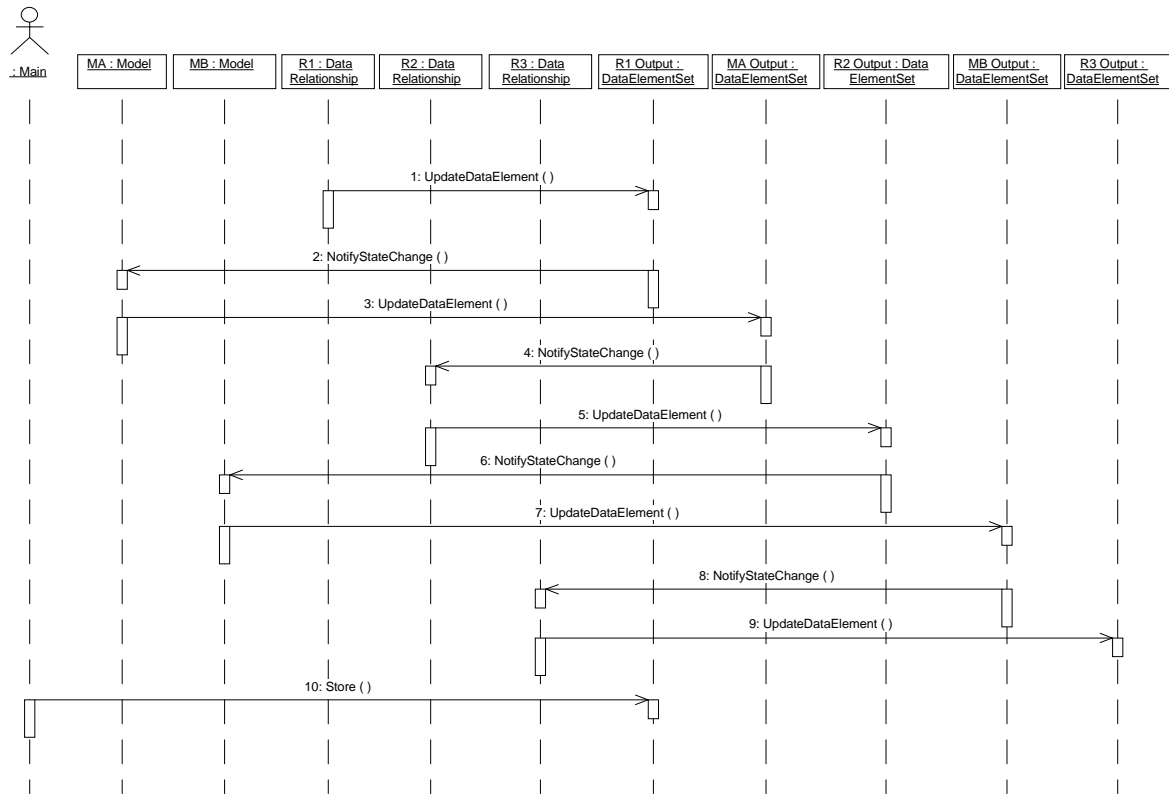 : Main
MA : Model
MB : Model
R1 : Data
Relationship
R2 : Data
Relationship
R3 : Data
Relationship
R1 Output :
DataElementSet
MA Output :
DataElementSet
R2 Output : Data
ElementSet
MB Output :
DataElementSet
R3 Output :
DataElementSet
1: UpdateDataElement ( )
2: NotifyStateChange ( )
3: UpdateDataElement ( )
4: NotifyStateChange ( )
5: UpdateDataElement ( )
6: NotifyStateChange ( )
7: UpdateDataElement ( )
8: NotifyStateChange ( )
9: UpdateDataElement ( )
10: Store ( )